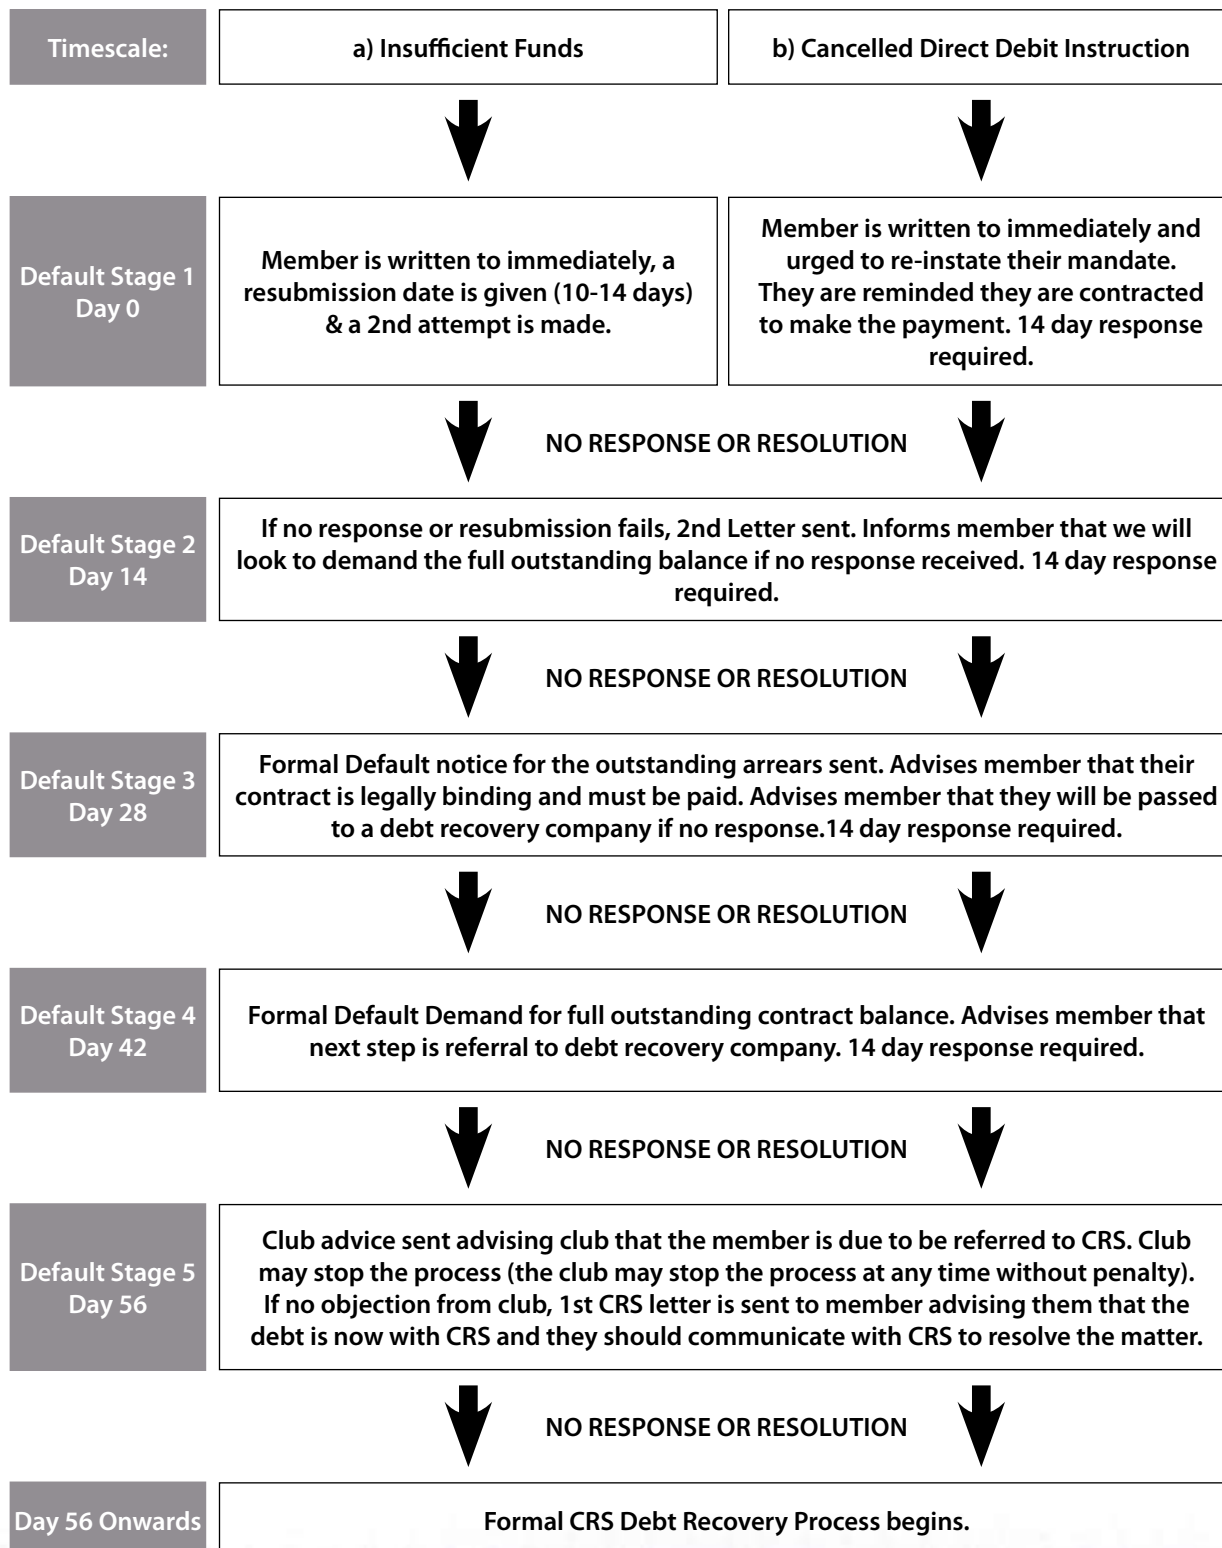 Timescale:
a) Insufficient Funds
b) Cancelled Direct Debit Instruction
Default Stage 1
Day 0
Member is written to immediately, a
resubmission date is given (10-14 days)
& a 2nd attempt is made.
Member is written to immediately and
urged to re-instate their mandate.
They are reminded they are contracted
to make the payment. 14 day response
required.
NO RESPONSE OR RESOLUTION
Default Stage 2
Day 14
If no response or resubmission fails, 2nd Letter sent. Informs member that we will
look to demand the full outstanding balance if no response received. 14 day response
required.
NO RESPONSE OR RESOLUTION
Default Stage 3
Day 28
Formal Default notice for the outstanding arrears sent. Advises member that their
contract is legally binding and must be paid. Advises member that they will be passed
to a debt recovery company if no response.14 day response required.
NO RESPONSE OR RESOLUTION
Default Stage 4
Day 42
Formal Default Demand for full outstanding contract balance. Advises member that
next step is referral to debt recovery company. 14 day response required.
NO RESPONSE OR RESOLUTION
Default Stage 5
Day 56
Club advice sent advising club that the member is due to be referred to CRS. Club
may stop the process (the club may stop the process at any time without penalty).
If no objection from club, 1st CRS letter is sent to member advising them that the
debt is now with CRS and they should communicate with CRS to resolve the matter.
NO RESPONSE OR RESOLUTION
Day 56 Onwards
Formal CRS Debt Recovery Process begins.